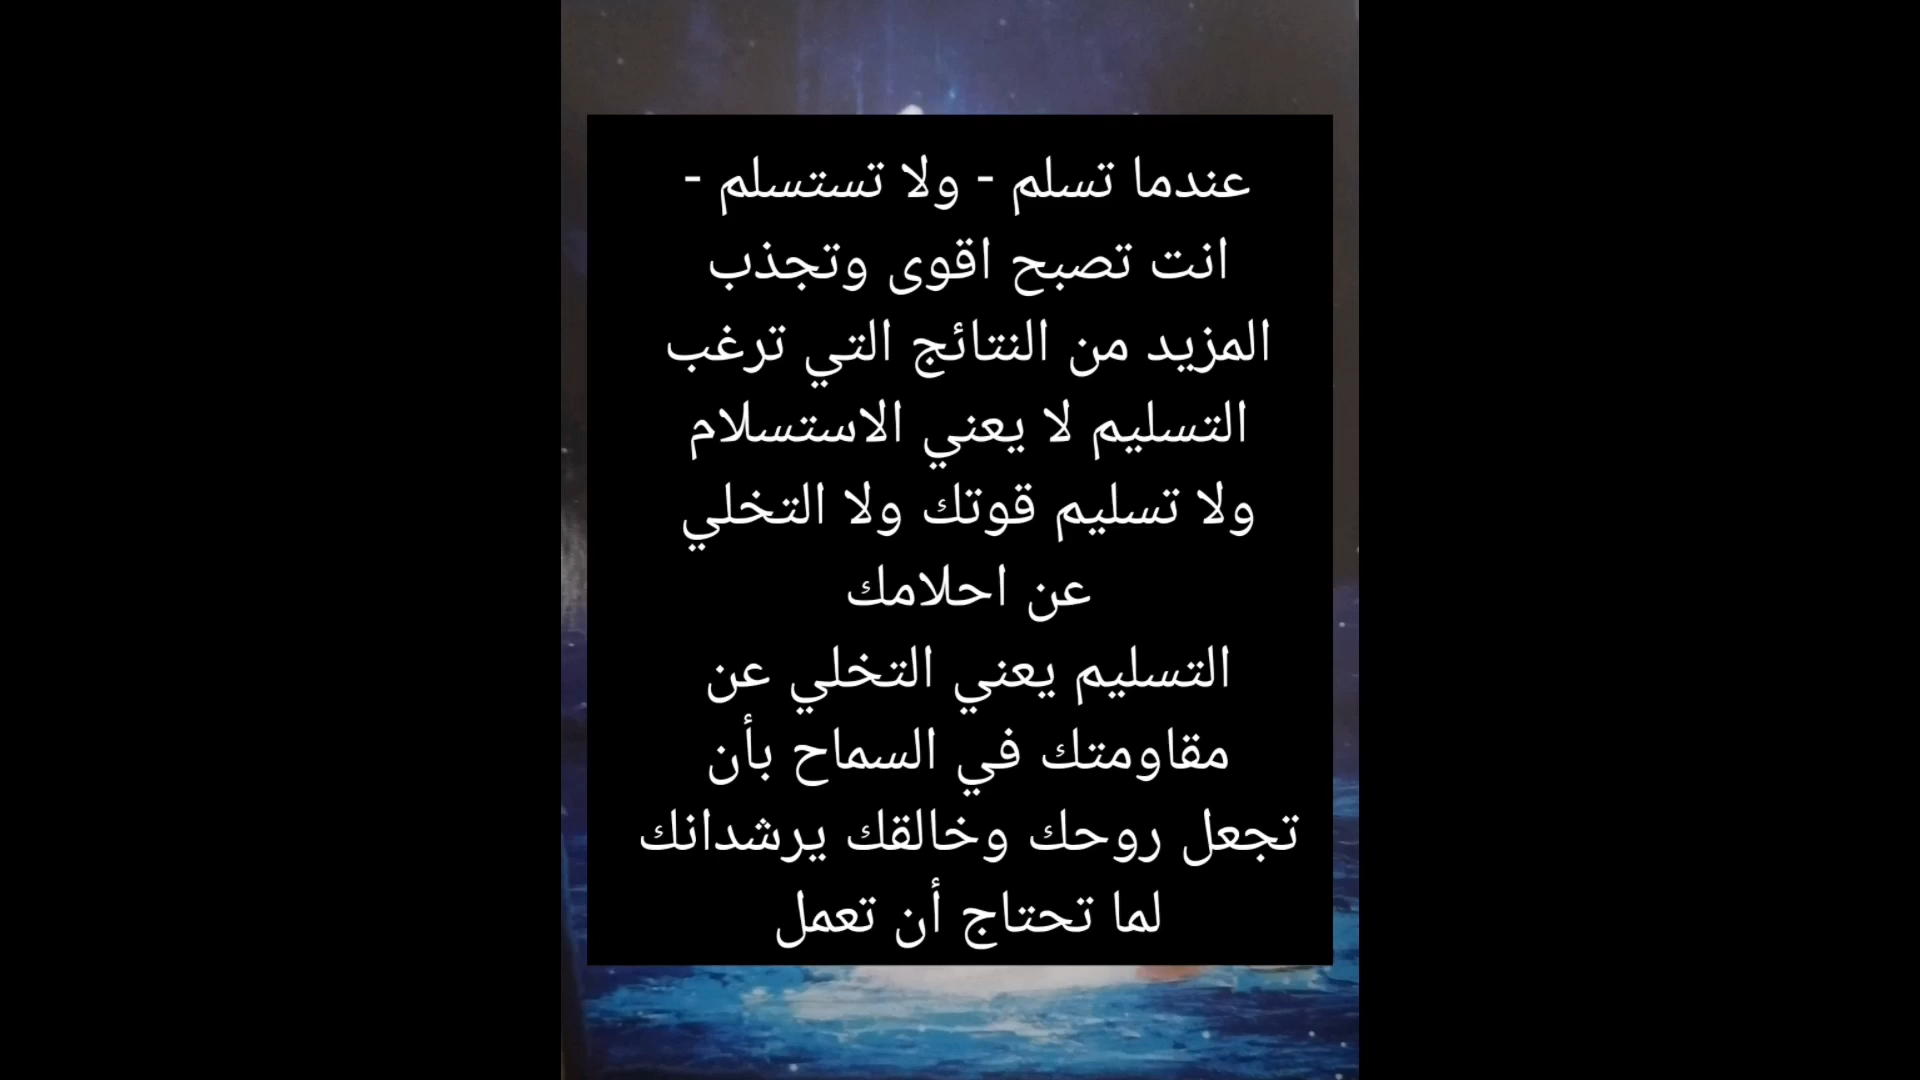 عندما تسلم - ولا تستسلم -
انت تصبح اقوى وتجذب
المزيد من النتائج التي ترغب
التسليم لا يعني الاستسلام
ولا تسليم قوتك ولا التخلي
عن احلامك
التسليم يعني التخلي عن
مقاومتك في السماح بأن
تجعل روحك وخالقك يرشدانك
لما تحتاج أن تعمل